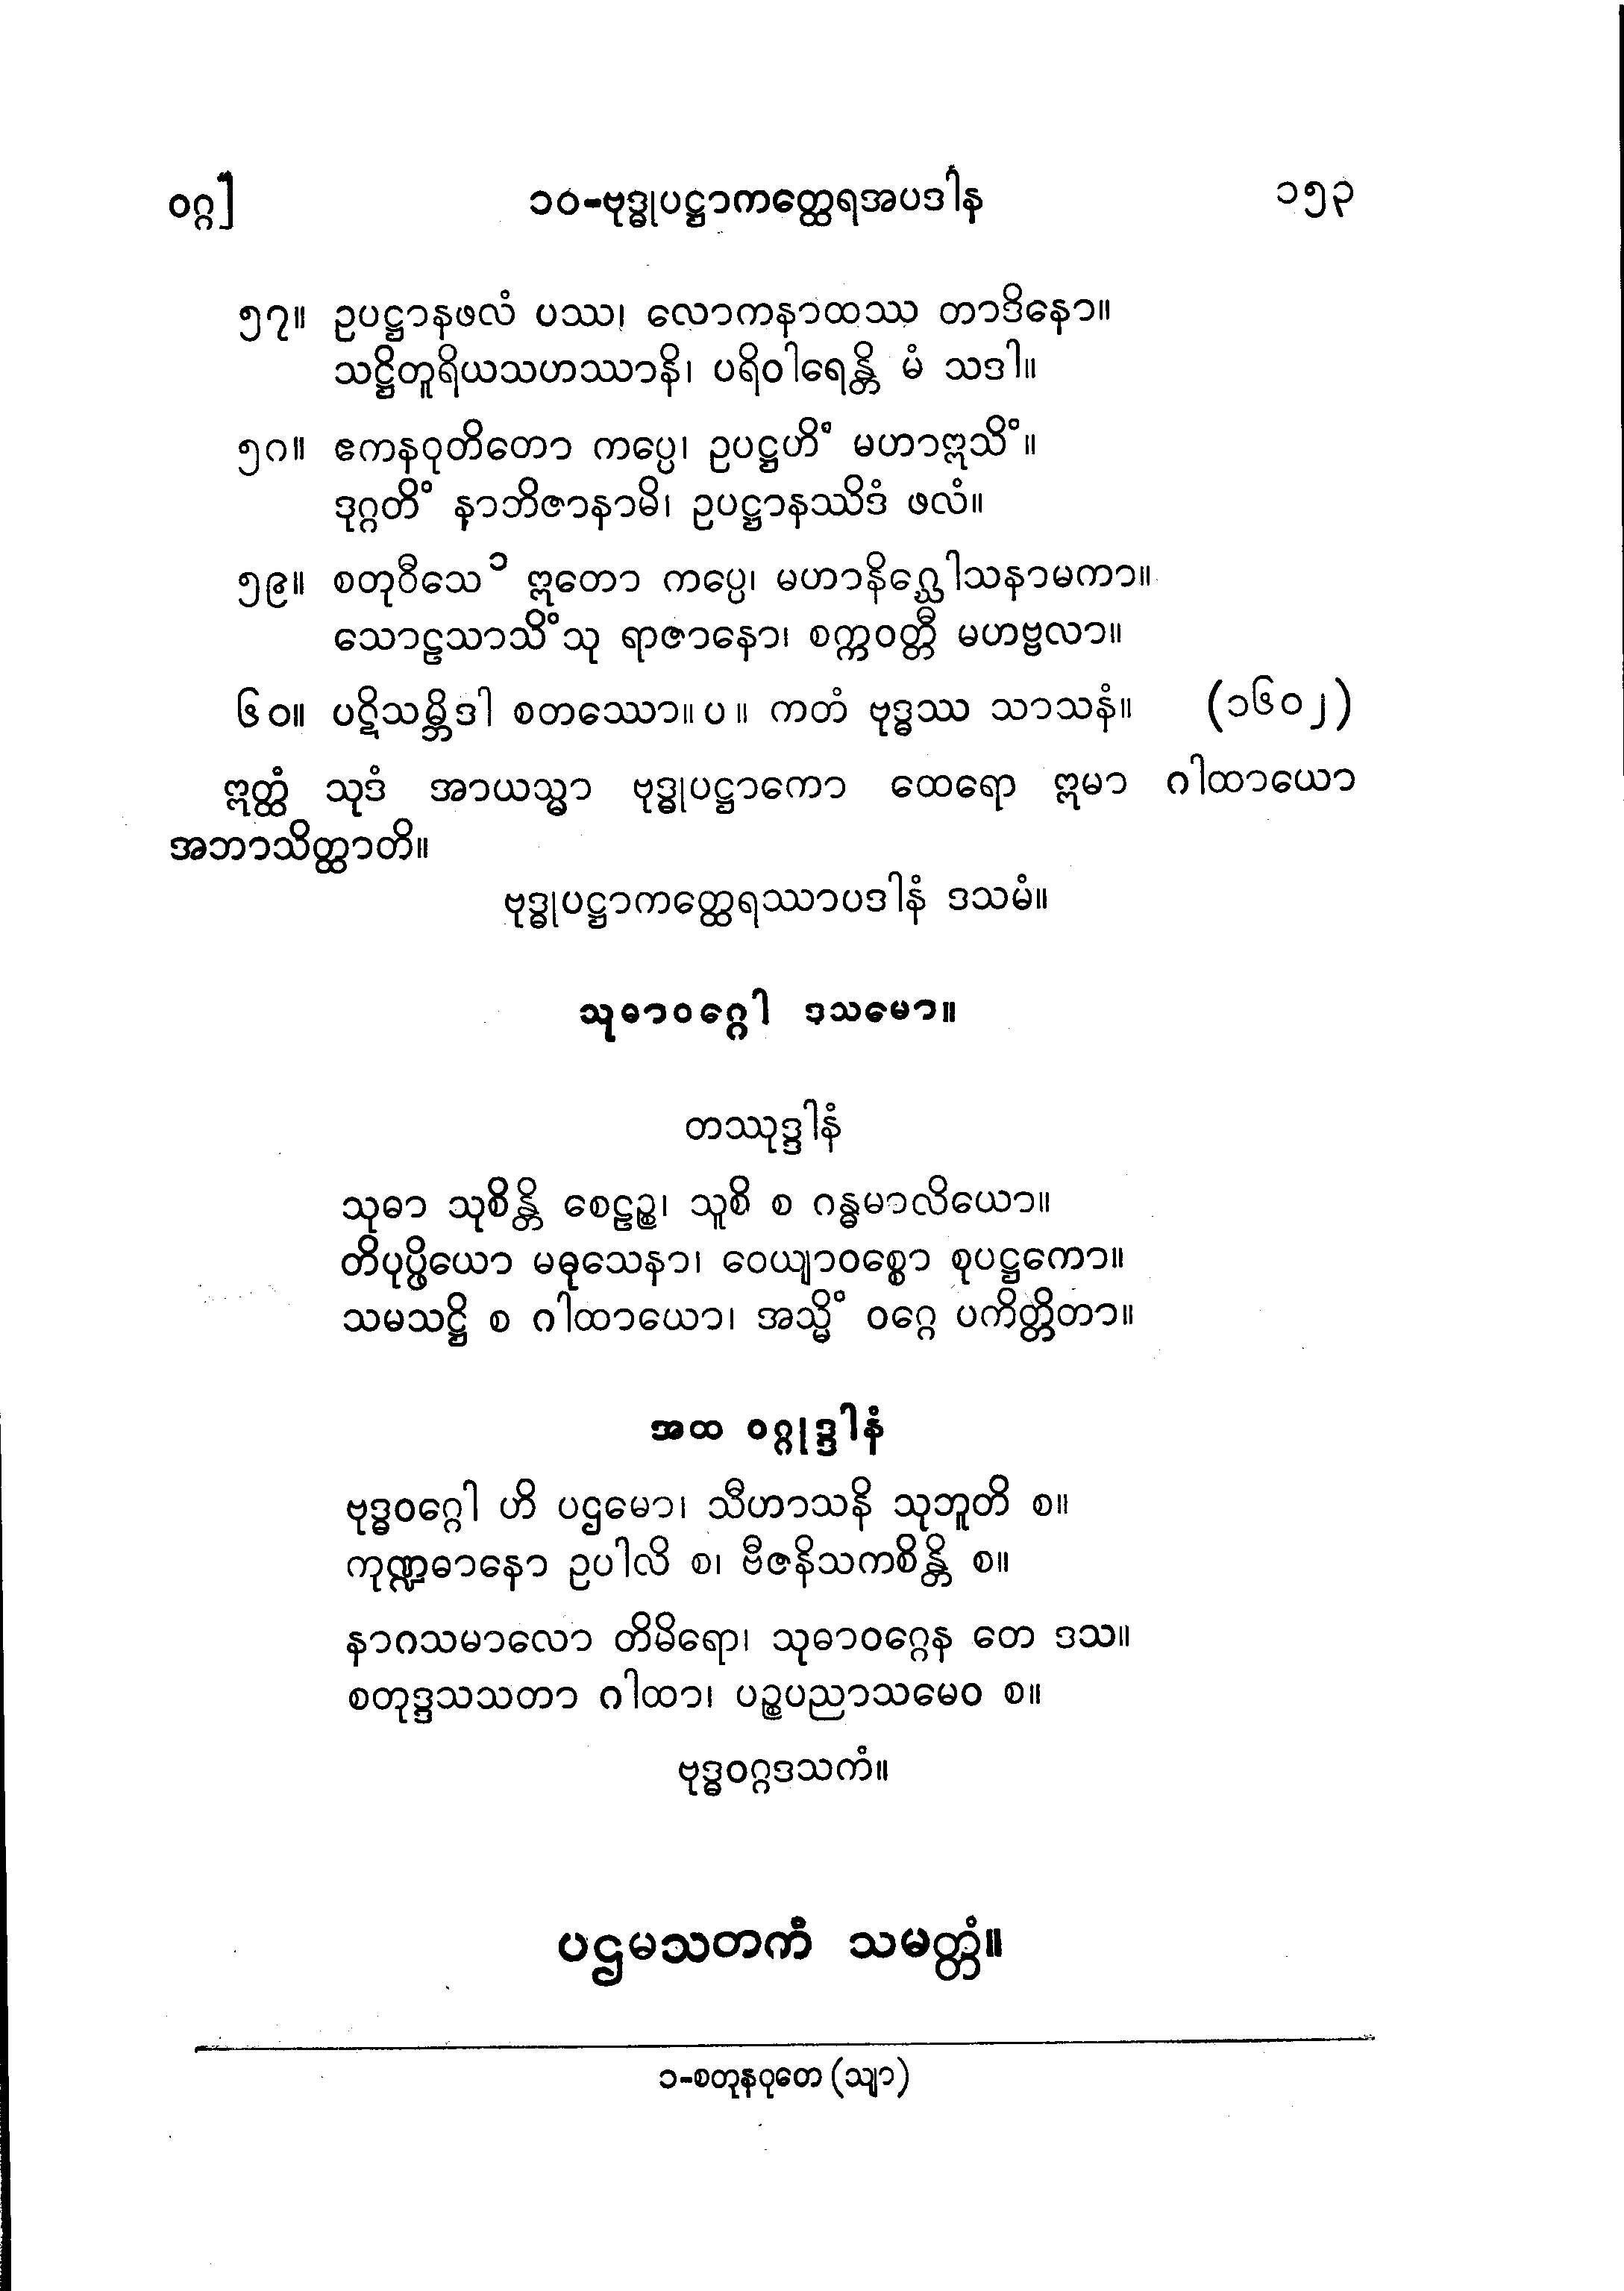 ဝဂ္ဂ]
၁၀-ဗုဒ္ဓုပဋ္ဌာကတ္ထေရအပဒါန
၁၅၃
၅၇။ ဥပဋ္ဌာနဖလံ ပဿ၊ လောကနာထဿ တာဒိနော။
သဋ္ဌိတူရိယသဟဿာနိ၊ ပရိဝါရေန္တိ မံ သဒါ။
၅၈။ ဧကနဝုတိတော ကပ္ပေ၊ ဥပဋ္ဌဟိံ မဟာဣသိံ။
ဒုဂ္ဂတိံ နာဘိဇာနာမိ၊ ဥပဋ္ဌာနဿိဒံ ဖလံ။
၅၉။ စတုဝီသေ ၁ ဣတော ကပ္ပေ၊ မဟာနိဂ္ဃေါသနာမကာ။
သောဠသာသိံသု ရာဇာနော၊ စက္ကဝတ္တီ မဟဗ္ဗလာ။
၆၀။ ပဋိသမ္ဘိဒါ စတဿော။ ပ ။ ကတံ ဗုဒ္ဓဿ သာသနံ။ (၁၆၀၂)
ဣတ္ထံ သုဒံ အာယသ္မာ ဗုဒ္ဓုပဋ္ဌာကော ထေရော ဣမာ ဂါထာယော
အဘာသိတ္ထာတိ။
ဗုဒ္ဓုပဋ္ဌာကတ္ထေရဿာပဒါနံ ဒသမံ။
သုဓာဝဂ္ဂေါ ဒသမော။
တဿုဒ္ဒါနံ
သုဓာ သုစိန္တိ စေဠဉ္စ၊ သူစိ စ ဂန္ဓမာလိယော။
တိပုပ္ဖိယော မဓုသေနာ၊ ဝေယျာဝစ္စော စုပဋ္ဌကော။
သမသဋ္ဌိ စ ဂါထာယော၊ အသ္မိံ ဝဂ္ဂေ ပကိတ္တိတာ။
အထ ဝဂ္ဂုဒ္ဒါနံ
ဗုဒ္ဓဝဂ္ဂေါ ဟိ ပဌမော၊ သီဟာသနိ သုဘူတိ စ။
ကုဏ္ဍဓာနော ဥပါလိ စ၊ ဗီဇနိသကစိန္တိ စ။
နာဂသမာလော တိမိရော၊ သုဓာဝဂ္ဂေန တေ ဒသ။
စတုဒ္ဒသသတာ ဂါထာ၊ ပဉ္စပညာသမေဝ စ။
ဗုဒ္ဓဝဂ္ဂဒသကံ။
ပဌမသတကံ သမတ္တံ။
၁-စတုနဝုတေ (သျာ)